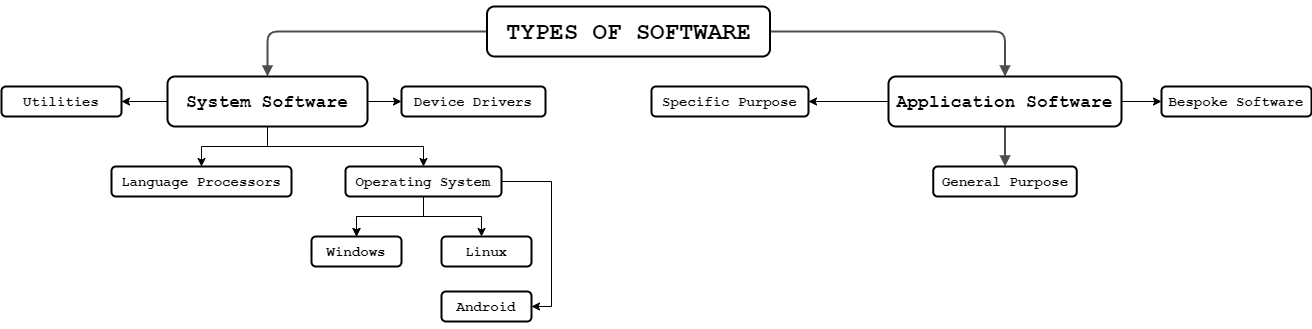 TYPES OF SOFTWARE
Utilities
System Software
Device Drivers
Specific Purpose
Application Software
Bespoke Software
Language Processors
Operating System
General Purpose
Windows
Linux
Android